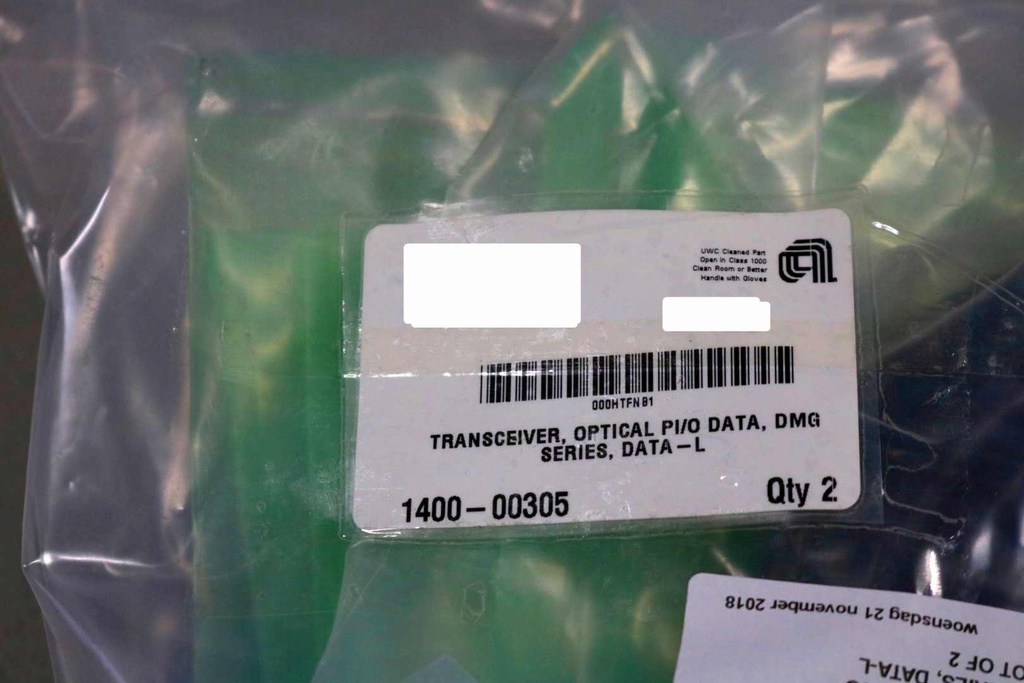 UWC Cleaned Part
Open in Class 1000
Clean Room or Better
Handle with Gloves
000HTFNB1
TRANSCEIVER, OPTICAL PI/O DATA, DMG
SERIES, DATA-L
1400-00305
Qty 2
woensdag 21 november 2018
OT OF 2
DATA-L